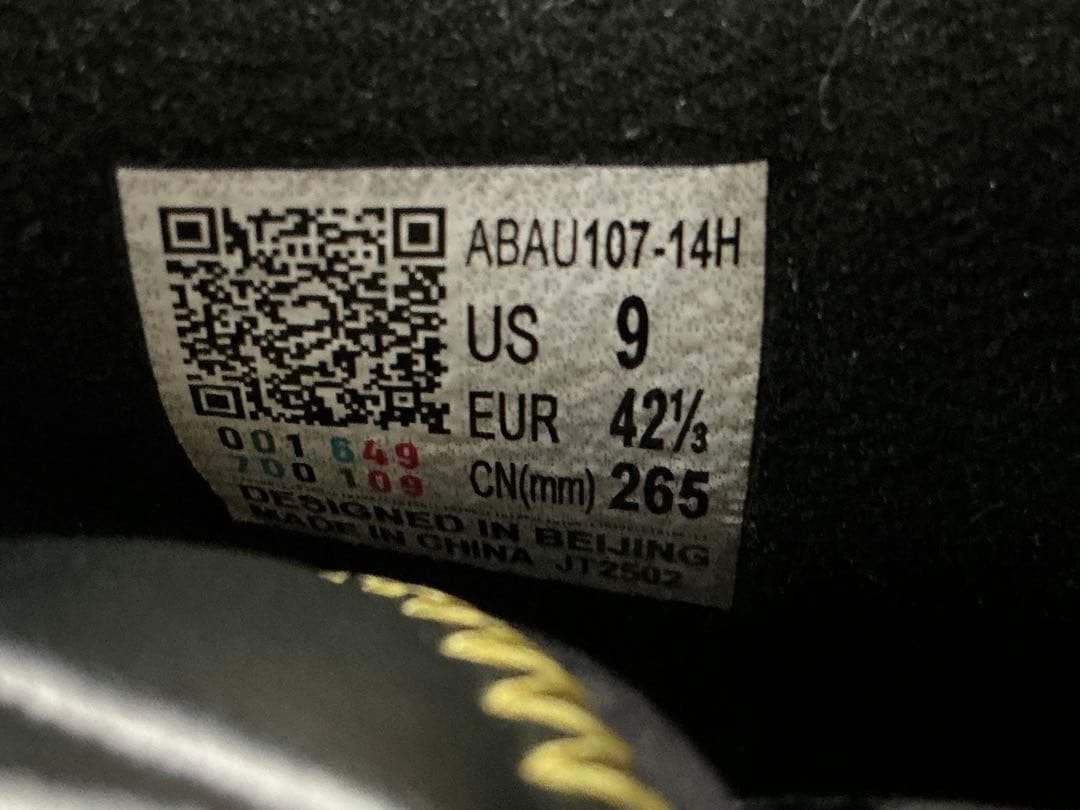 ABAU107-14H
US 9
EUR 42⅓
CN(mm) 265
001 649
700 109
DESIGNED IN BEIJING
MADE IN CHINA JT2502